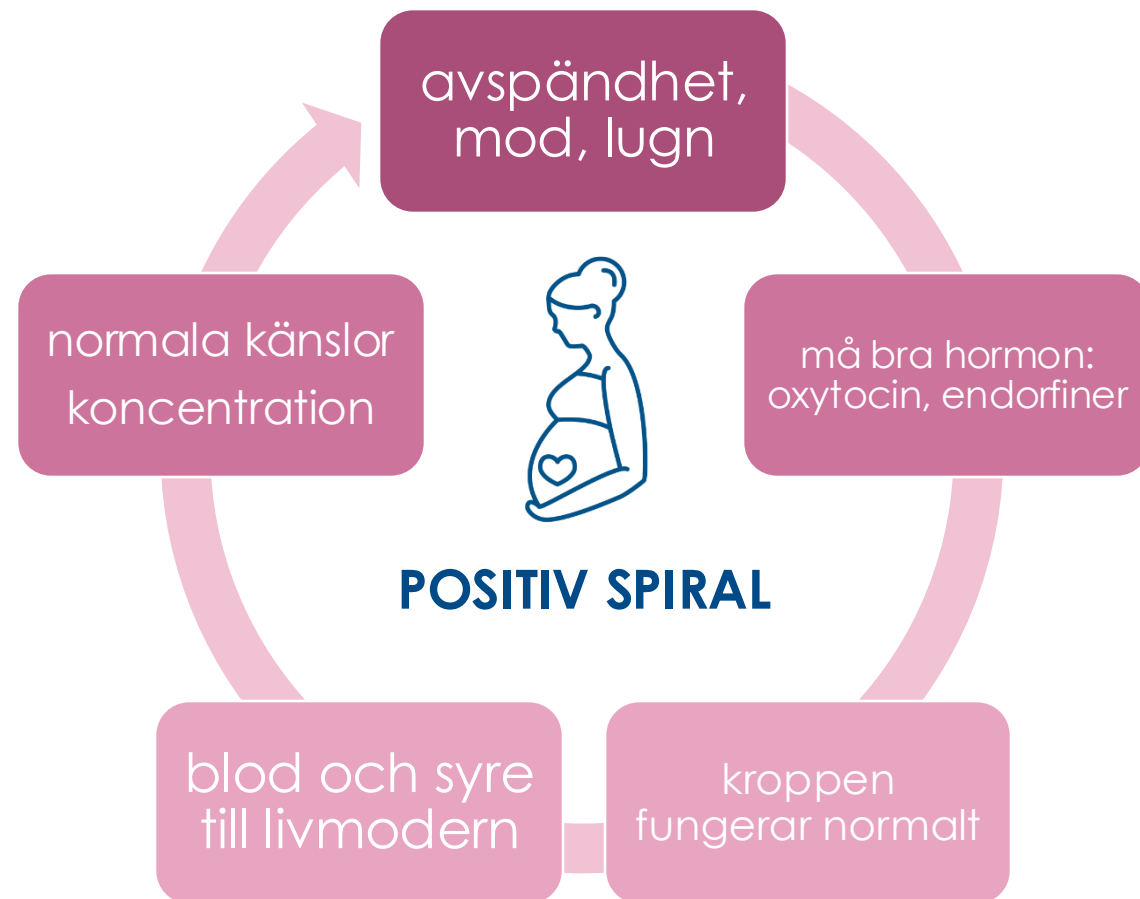 avspändhet,
mod, lugn
må bra hormon:
oxytocin, endorfiner
kroppen
fungerar normalt
blod och syre
till livmodern
normala känslor
koncentration
POSITIV SPIRAL